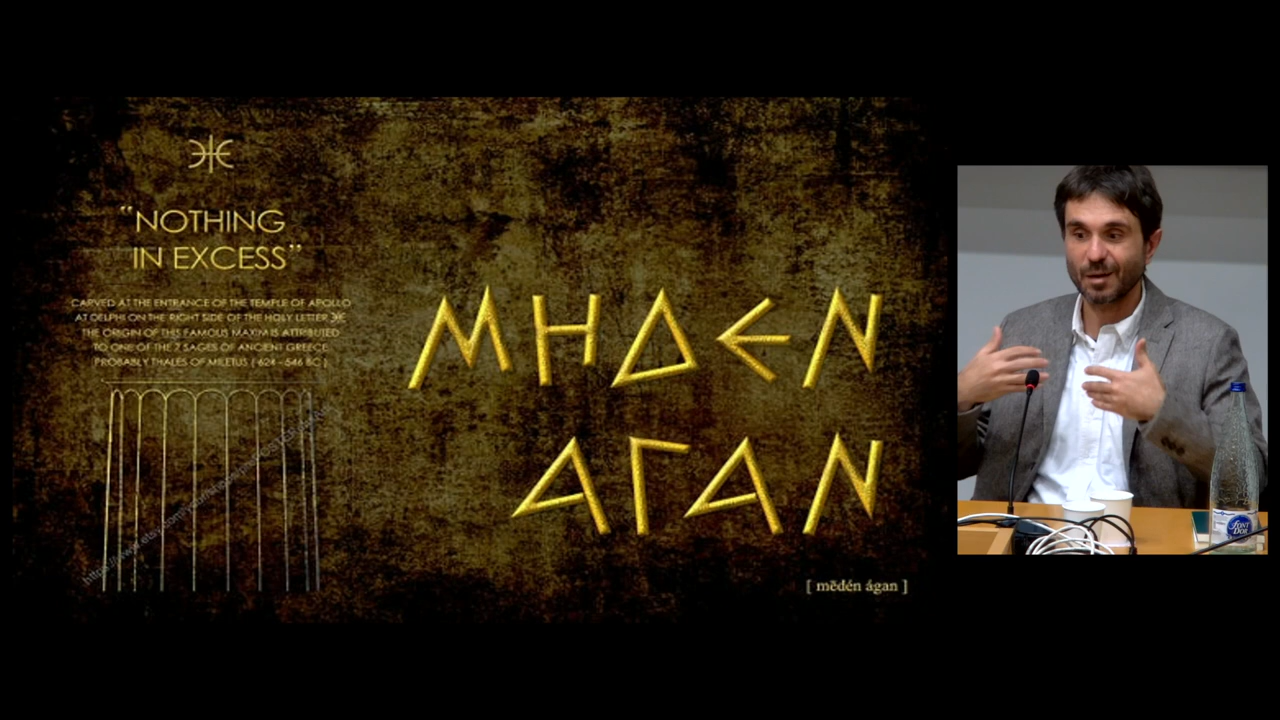 “NOTHING
IN EXCESS”
CARVED AT THE ENTRANCE OF THE TEMPLE OF APOLLO
AT DELPHI ON THE RIGHT SIDE OF THE HOLY LETTER
THE ORIGIN OF THIS FAMOUS MAXIM IS ATTRIBUTED
TO ONE OF THE 7 SAGES OF ANCIENT GREECE
PROBABLY THALES OF MILETUS ( 624 - 546 BC )
ΜΗΔΕΝ
ΑΓΑΝ
[ mēdén ágan ]
FONT
D'OR